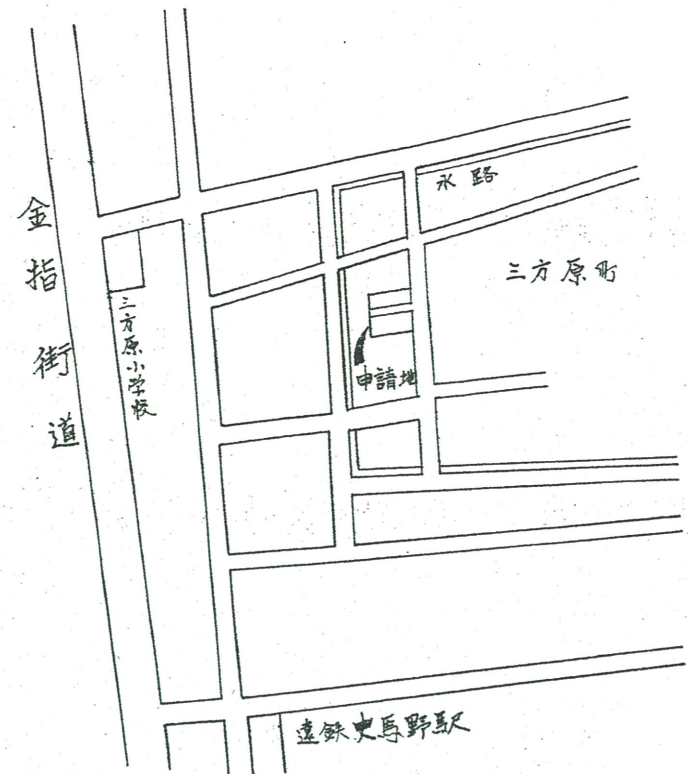 金指街道
水路
三方原町
三方原小学校
申請地
遠鉄曳馬野駅